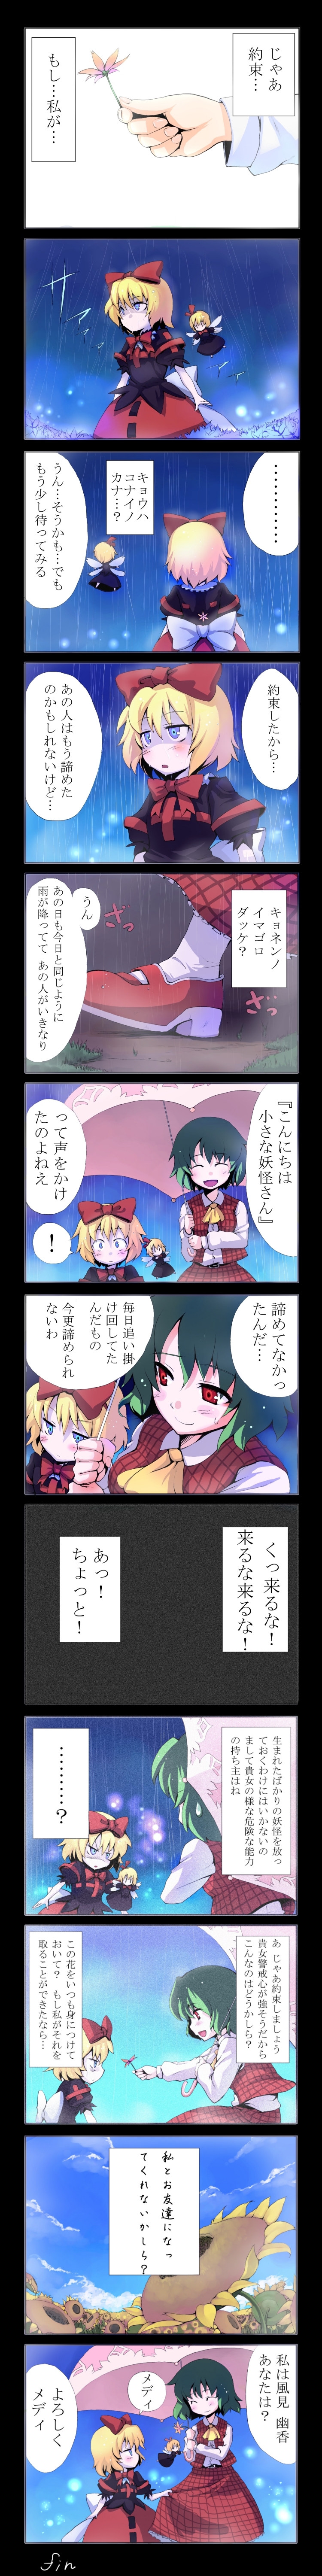 じゃあ
約束…
もし…私が…
サァァ…
…………
キョウハ
コナイノ
カナ…?
うん…そうかも…でも
もう少し待ってみる
約束したから…
あの人はもう諦めた
のかもしれないけど…
キョネンノ
イマゴロ
ダッケ?
ざっ
ざっ
うん
あの日も今日と同じように
雨が降ってて あの人がいきなり
『こんにちは
小さな妖怪さん』
って声をかけ
たのよねえ
!
諦めてなかっ
たんだ…
毎日追い掛
け回してた
んだもの
今更諦められ
ないわ
くっ来るな!
来るな来るな!
あっ!
ちょっと!
生まれたばかりの妖怪を放っ
ておくわけにはいかないの
まして貴女の様な危険な能力
の持ち主はね
………?
あ じゃあ約束しましょう
貴女警戒心が強そうだから
こんなのはどうかしら?
この花をいつも身につけて
おいて? もし私がそれを
取ることができたなら…
私とお友達になっ
てくれないかしら?
私は風見 幽香
あなたは?
メディ
よろしく
メディ
fin